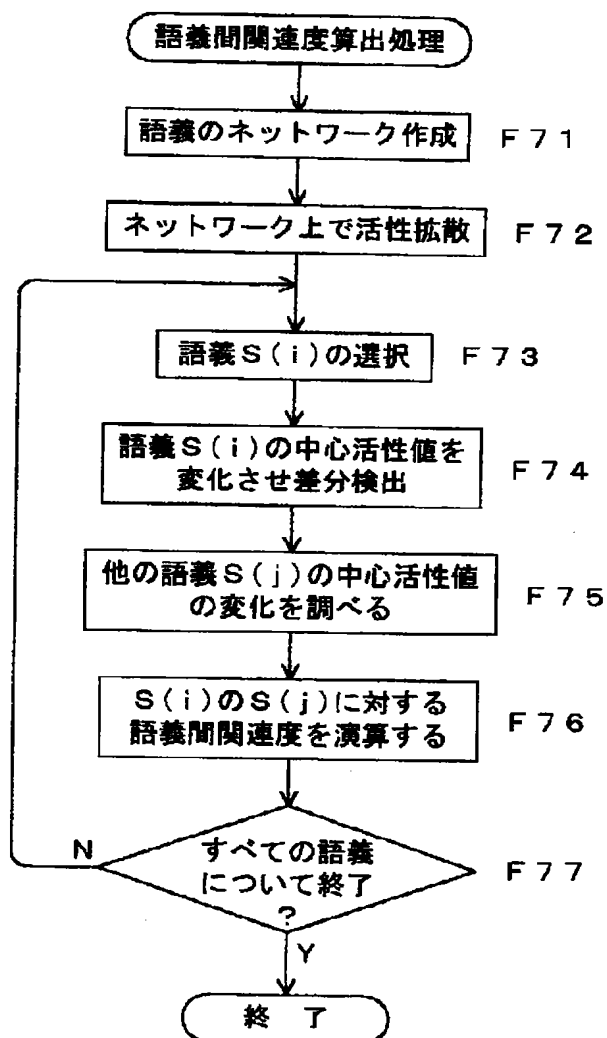 語義間関連度算出処理
語義のネットワーク作成
F71
ネットワーク上で活性拡散
F72
語義S(i)の選択
F73
語義S(i)の中心活性値を
変化させ差分検出
F74
他の語義S(j)の中心活性値
の変化を調べる
F75
S(i)のS(j)に対する
語義間関連度を演算する
F76
すべての語義
について終了
?
F77
N
Y
終了